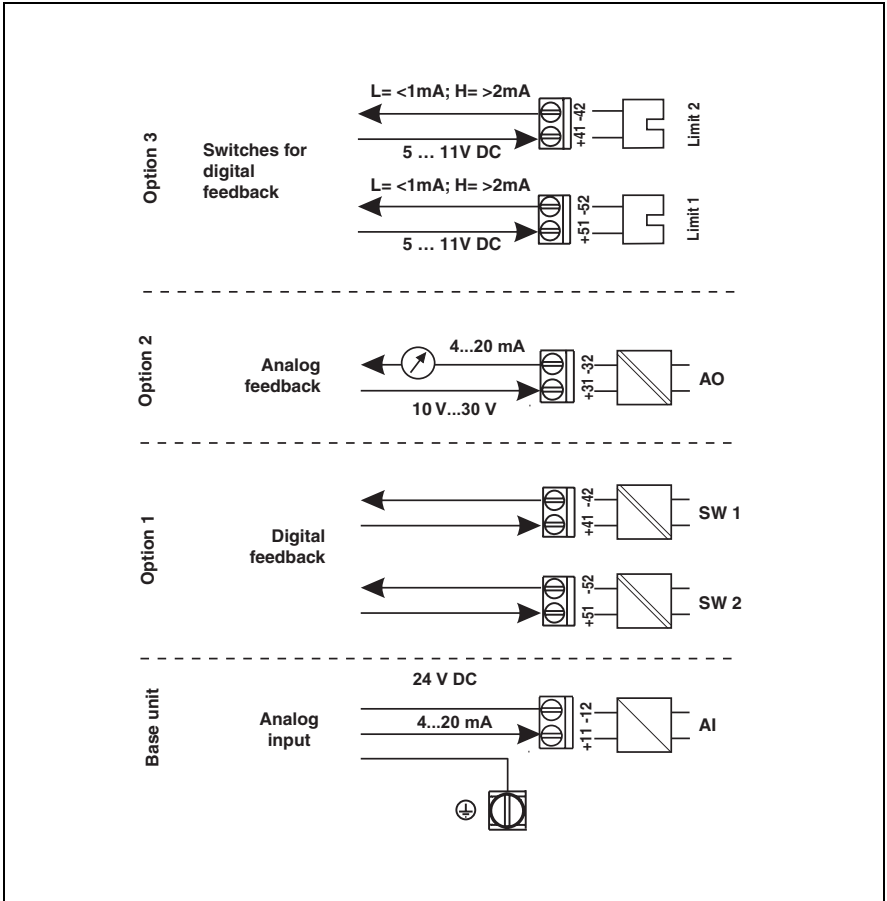 Option 3
Switches for
digital
feedback
L= <1mA; H= >2mA
5 … 11V DC
+41 -42
Limit 2
L= <1mA; H= >2mA
5 … 11V DC
+51 -52
Limit 1
Option 2
Analog
feedback
4...20 mA
10 V...30 V
+31 -32
AO
Option 1
Digital
feedback
+41 -42
SW 1
+51 -52
SW 2
Base unit
Analog
input
24 V DC
4...20 mA
+11 -12
AI